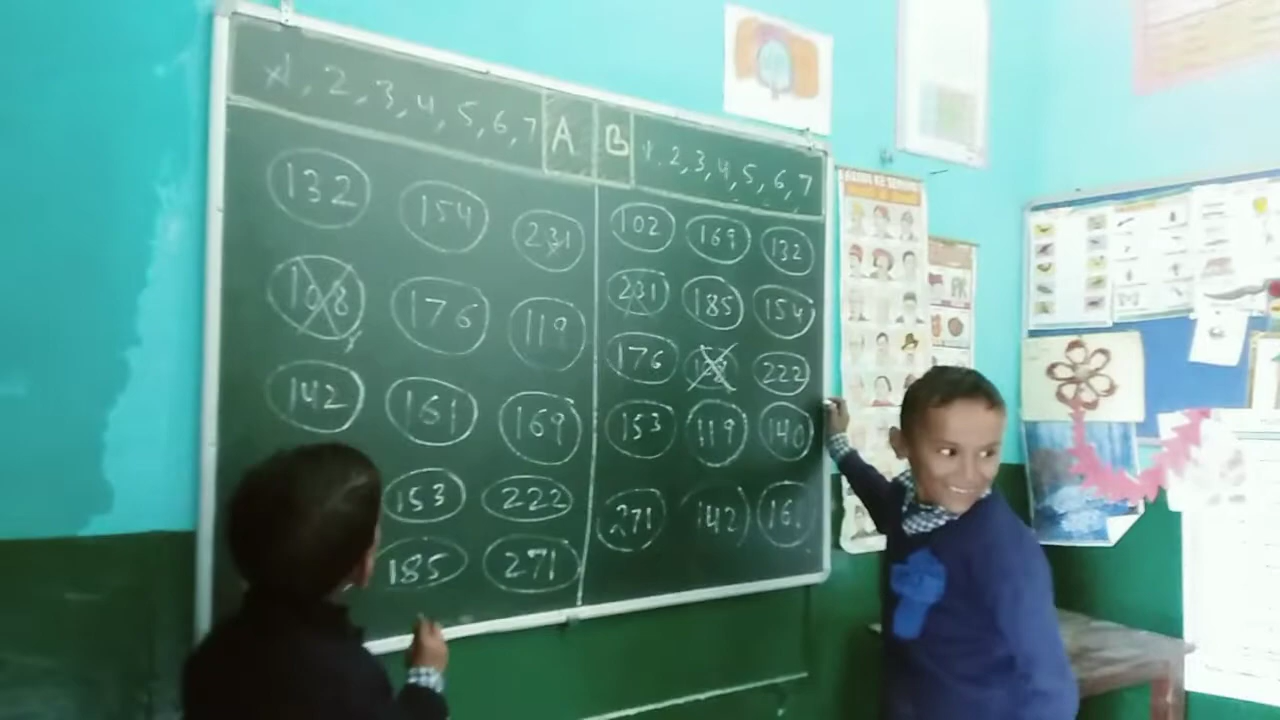 1, 2, 3, 4, 5, 6, 7 A B 1, 2, 3, 4, 5, 6, 7
132 154 231 102 169 132
108 176 119 231 185 154
142 161 169 176 222
153 222 153 119 140
185 271 271 142